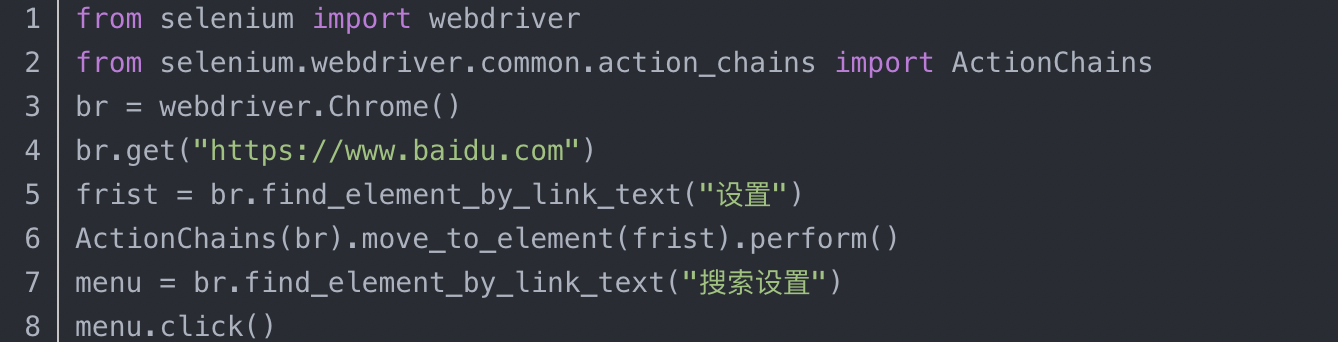 1 from selenium import webdriver
2 from selenium.webdriver.common.action_chains import ActionChains
3 br = webdriver.Chrome()
4 br.get("https://www.baidu.com")
5 frist = br.find_element_by_link_text("设置")
6 ActionChains(br).move_to_element(frist).perform()
7 menu = br.find_element_by_link_text("搜索设置")
8 menu.click()